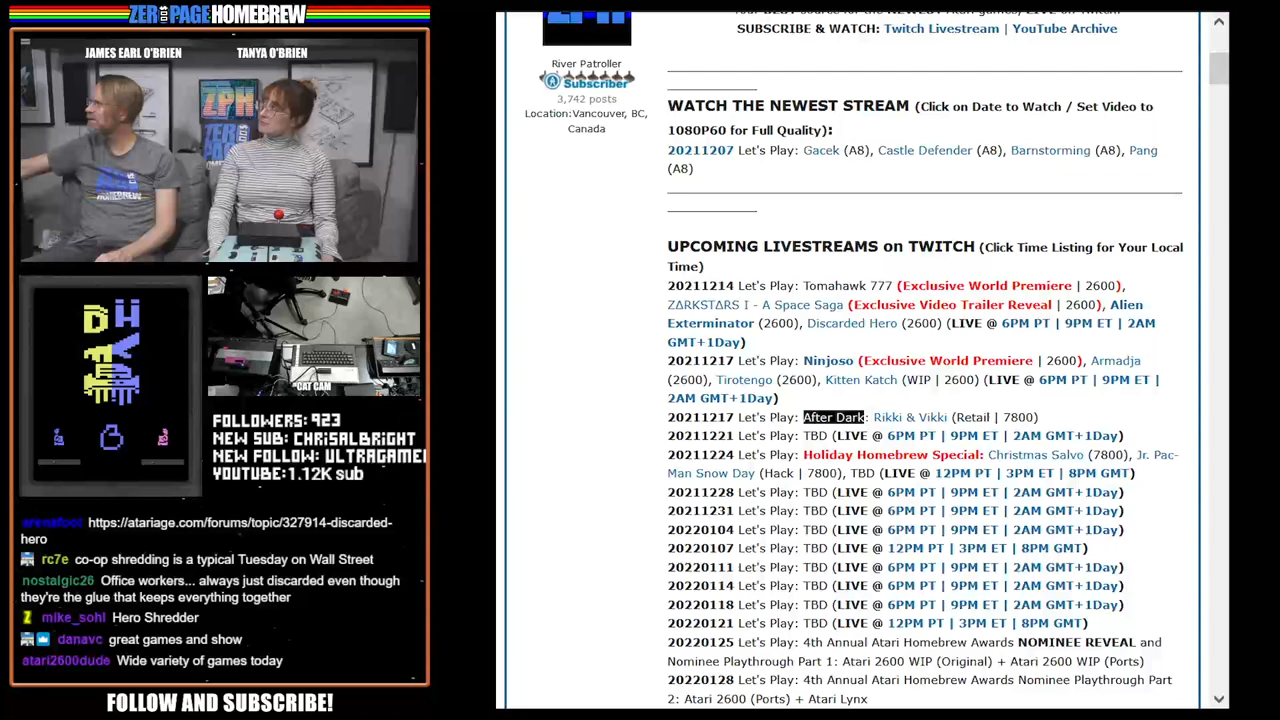 ZER PAGE HOMEBREW
JAMES EARL O'BRIEN
TANYA O'BRIEN
ZPH
HOMEBREW
"CAT CAM
FOLLOWERS: 923
NEW SUB: CHRISALBRIGHT
NEW FOLLOW: ULTRAGAME
YOUTUBE: 1.12K sub
https://atariage.com/forums/topic/327914-discarded-
hero
rc7e co-op shredding is a typical Tuesday on Wall Street
nostalgic26 Office workers... always just discarded even though
they're the glue that keeps everything together
Z mike_sohl Hero Shredder
danavc great games and show
atari2600dude Wide variety of games today
FOLLOW AND SUBSCRIBE!
SUBSCRIBE & WATCH: Twitch Livestream | YouTube Archive
River Patroller
Subscriber
3,742 posts
Location:Vancouver, BC,
Canada
WATCH THE NEWEST STREAM (Click on Date to Watch / Set Video to
1080P60 for Full Quality):
20211207 Let's Play: Gacek (A8), Castle Defender (A8), Barnstorming (A8), Pang
(A8)
UPCOMING LIVESTREAMS on TWITCH (Click Time Listing for Your Local
Time)
20211214 Let's Play: Tomahawk 777 (Exclusive World Premiere | 2600),
Z∆RKST∆RS I - A Space Saga (Exclusive Video Trailer Reveal | 2600), Alien
Exterminator (2600), Discarded Hero (2600) (LIVE @ 6PM PT | 9PM ET | 2AM
GMT+1Day)
20211217 Let's Play: Ninjoso (Exclusive World Premiere | 2600), Armadja
(2600), Tirotengo (2600), Kitten Katch (WIP | 2600) (LIVE @ 6PM PT | 9PM ET |
2AM GMT+1Day)
20211217 Let's Play: After Dark: Rikki & Vikki (Retail | 7800)
20211221 Let's Play: TBD (LIVE @ 6PM PT | 9PM ET | 2AM GMT+1Day)
20211224 Let's Play: Holiday Homebrew Special: Christmas Salvo (7800), Jr. Pac-
Man Snow Day (Hack | 7800), TBD (LIVE @ 12PM PT | 3PM ET | 8PM GMT)
20211228 Let's Play: TBD (LIVE @ 6PM PT | 9PM ET | 2AM GMT+1Day)
20211231 Let's Play: TBD (LIVE @ 6PM PT | 9PM ET | 2AM GMT+1Day)
20220104 Let's Play: TBD (LIVE @ 6PM PT | 9PM ET | 2AM GMT+1Day)
20220107 Let's Play: TBD (LIVE @ 12PM PT | 3PM ET | 8PM GMT)
20220111 Let's Play: TBD (LIVE @ 6PM PT | 9PM ET | 2AM GMT+1Day)
20220114 Let's Play: TBD (LIVE @ 6PM PT | 9PM ET | 2AM GMT+1Day)
20220118 Let's Play: TBD (LIVE @ 6PM PT | 9PM ET | 2AM GMT+1Day)
20220121 Let's Play: TBD (LIVE @ 12PM PT | 3PM ET | 8PM GMT)
20220125 Let's Play: 4th Annual Atari Homebrew Awards NOMINEE REVEAL and
Nominee Playthrough Part 1: Atari 2600 WIP (Original) + Atari 2600 WIP (Ports)
20220128 Let's Play: 4th Annual Atari Homebrew Awards Nominee Playthrough Part
2: Atari 2600 (Ports) + Atari Lynx